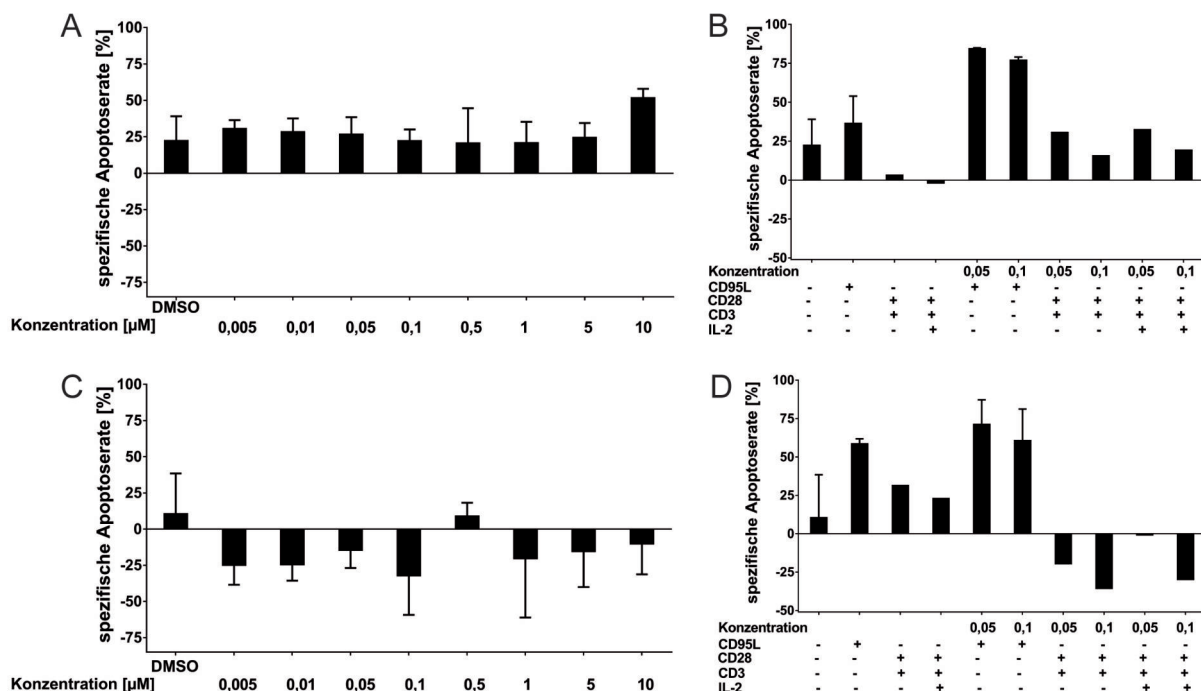 A
spezifische Apoptoserate [%]
100
75
50
25
0
-25
-50
-75
DMSO
Konzentration [µM] 0,005 0,01 0,05 0,1 0,5 1 5 10
B
spezifische Apoptoserate [%]
100
75
50
25
0
-25
-50
Konzentration 0,05 0,1 0,05 0,1 0,05 0,1
CD95L - + - - + + - - - -
CD28 - - + + - - + + + +
CD3 - - + + - - + + + +
IL-2 - - - + - - - - + +
C
spezifische Apoptoserate [%]
100
75
50
25
0
-25
-50
-75
DMSO
Konzentration [µM] 0,005 0,01 0,05 0,1 0,5 1 5 10
D
spezifische Apoptoserate [%]
100
75
50
25
0
-25
-50
Konzentration 0,05 0,1 0,05 0,1 0,05 0,1
CD95L - + - - + + - - - -
CD28 - - + + - - + + + +
CD3 - - + + - - + + + +
IL-2 - - - + - - - - + +